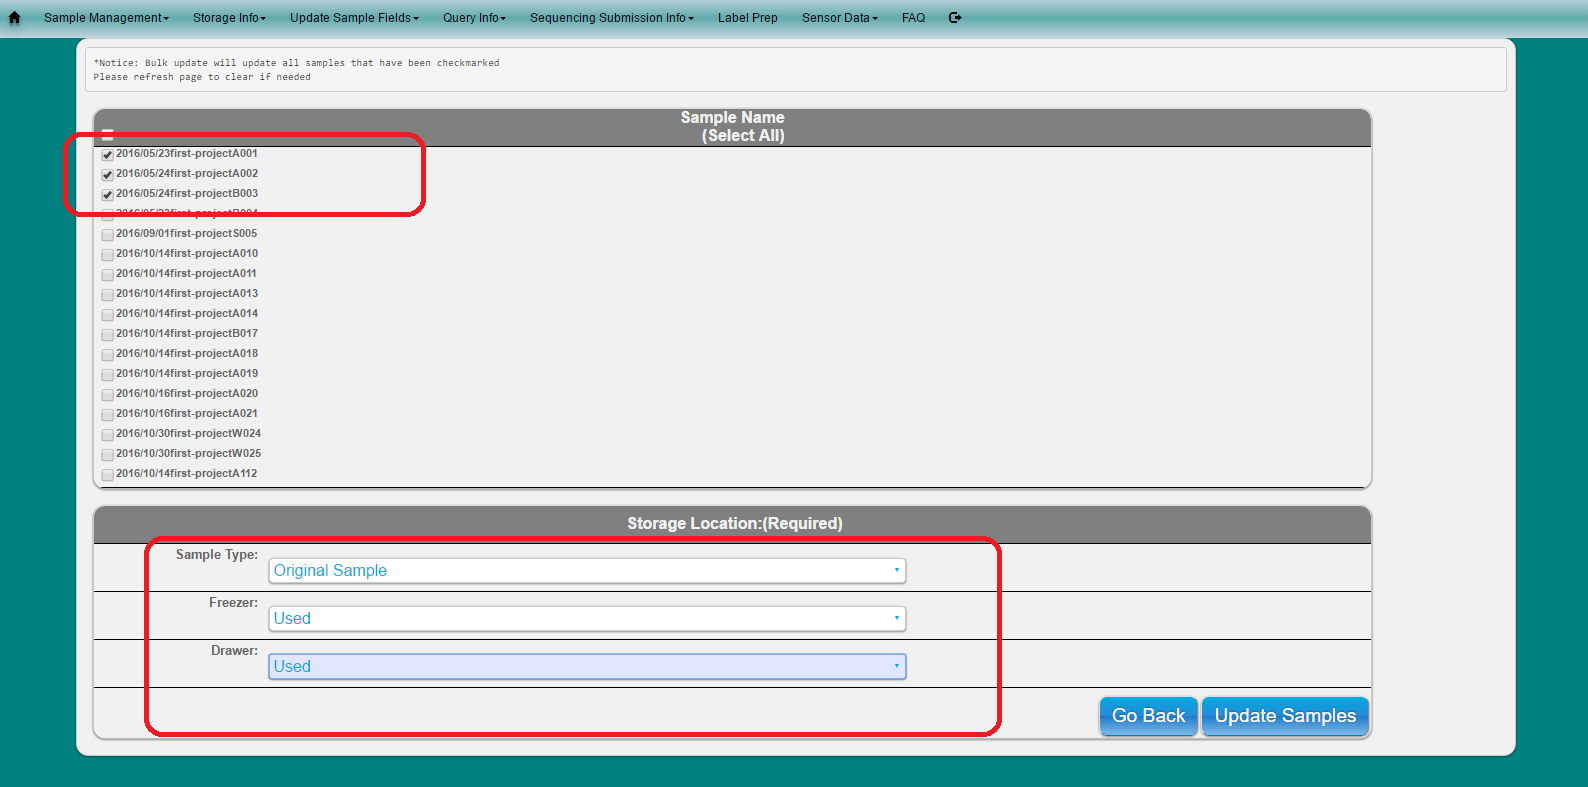 Sample Management Storage Info Update Sample Fields Query Info Sequencing Submission Info Label Prep Sensor Data FAQ
*Notice: Bulk update will update all samples that have been checkmarked
Please refresh page to clear if needed
Sample Name
(Select All)
2016/05/23first-projectA001
2016/05/24first-projectA002
2016/05/24first-projectB003
2016/05/23first-projectB004
2016/09/01first-projectS005
2016/10/14first-projectA010
2016/10/14first-projectA011
2016/10/14first-projectA013
2016/10/14first-projectA014
2016/10/14first-projectB017
2016/10/14first-projectA018
2016/10/14first-projectA019
2016/10/16first-projectA020
2016/10/16first-projectA021
2016/10/30first-projectW024
2016/10/30first-projectW025
2016/10/14first-projectA112
Storage Location:(Required)
Sample Type:
Original Sample
Freezer:
Used
Drawer:
Used
Go Back Update Samples